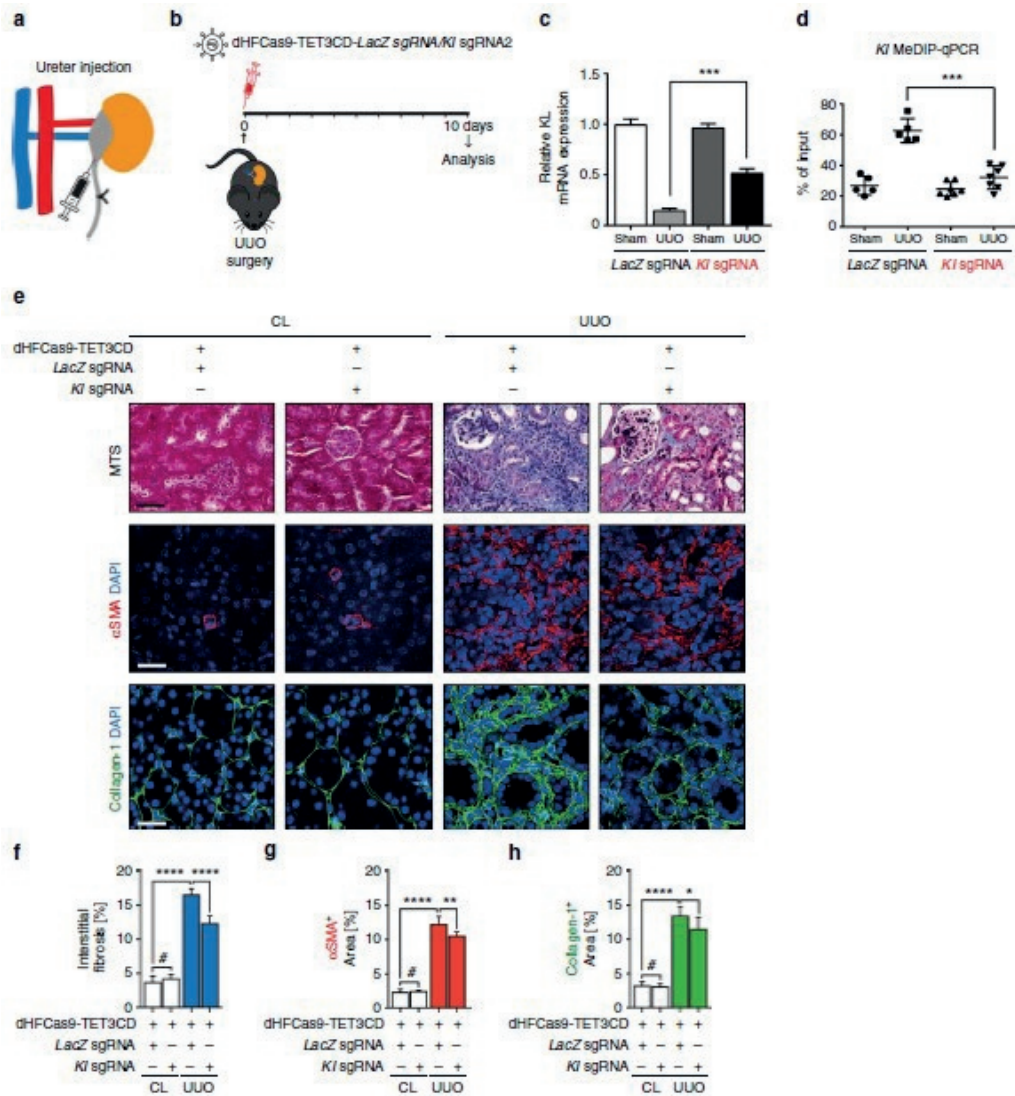 a
Ureter injection
b
dHFCas9-TET3CD-LacZ sgRNA/Kl sgRNA2
0
10 days
Analysis
UUO
surgery
c
Relative KL
mRNA expression
1.5
1.0
0.5
0
***
Sham UUO Sham UUO
LacZ sgRNA Kl sgRNA
d
Kl MeDIP-qPCR
% of input
80
60
40
20
0
***
Sham UUO Sham UUO
LacZ sgRNA Kl sgRNA
e
CL UUO
dHFCas9-TET3CD + + + +
LacZ sgRNA + – + –
Kl sgRNA – + – +
MTS
αSMA DAPI
Collagen-1 DAPI
f
Interstitial
fibrosis [%]
20
15
10
5
0
**** ****
#
dHFCas9-TET3CD + + + +
LacZ sgRNA + – + –
Kl sgRNA – + – +
CL UUO
g
αSMA+
Area [%]
20
15
10
5
0
**** **
#
dHFCas9-TET3CD + + + +
LacZ sgRNA + – + –
Kl sgRNA – + – +
CL UUO
h
Collagen-1+
Area [%]
20
15
10
5
0
**** *
#
dHFCas9-TET3CD + + + +
LacZ sgRNA + – + –
Kl sgRNA – + – +
CL UUO